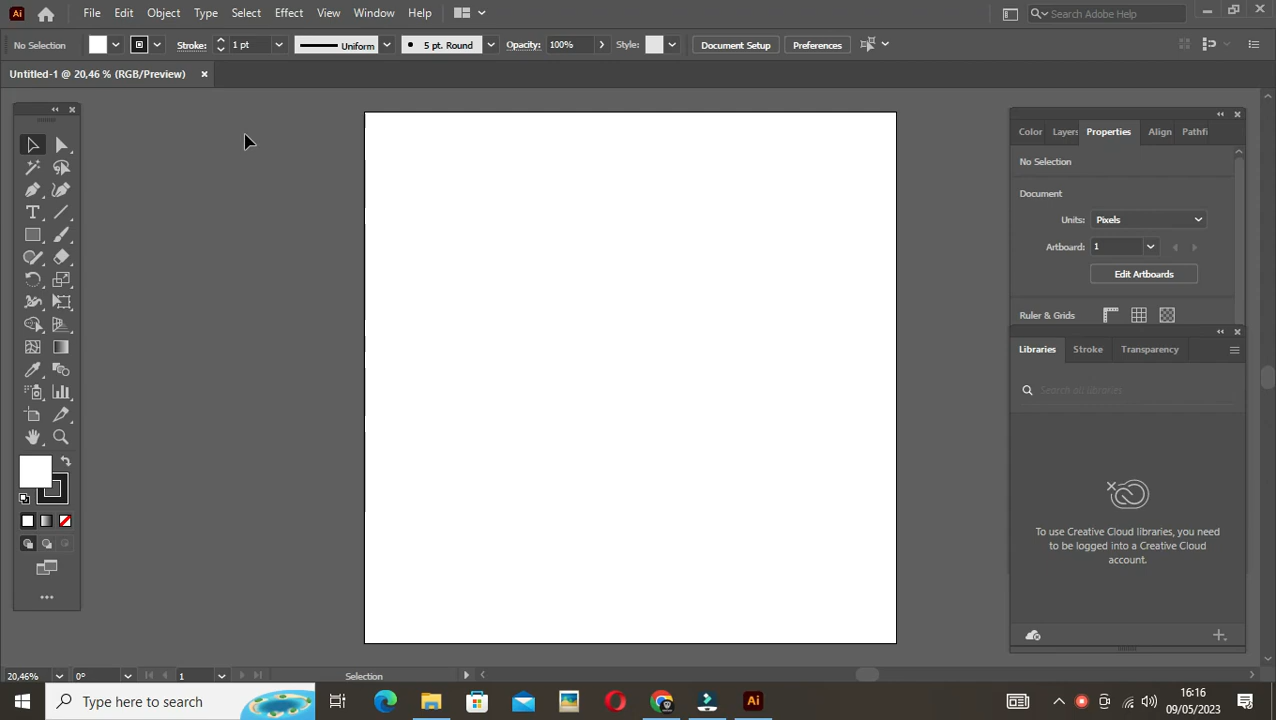 Ai File Edit Object Type Select Effect View Window Help Search Adobe Help
No Selection Stroke: 1 pt Uniform 5 pt. Round Opacity: 100% Style: Document Setup Preferences
Untitled-1 @ 20,46 % (RGB/Preview)
Color Layers Properties Align Pathfi
No Selection
Document
Units: Pixels
Artboard: 1
Edit Artboards
Ruler & Grids
Libraries Stroke Transparency
Search all libraries
To use Creative Cloud libraries, you need
to be logged into a Creative Cloud
account.
20,46% 0° 1 Selection
Type here to search Ai 16:16
09/05/2023